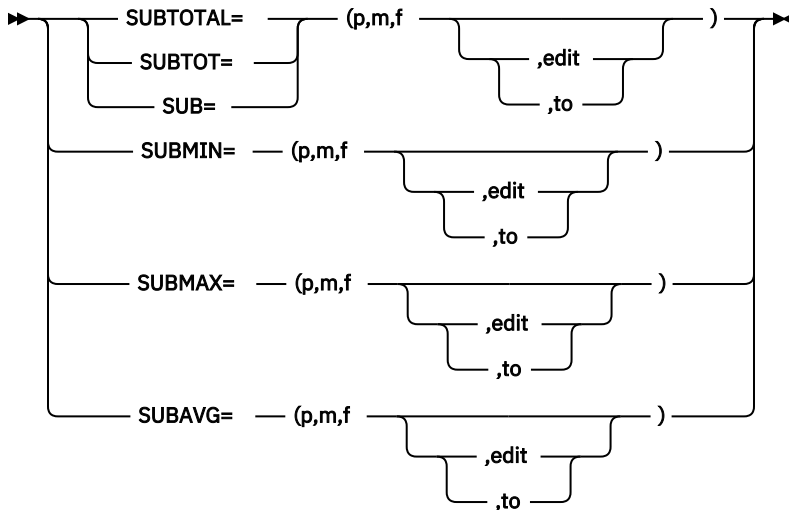 SUBTOTAL= (p,m,f )
SUBTOT= ,edit
SUB= ,to
SUBMIN= (p,m,f )
,edit
,to
SUBMAX= (p,m,f )
,edit
,to
SUBAVG= (p,m,f )
,edit
,to